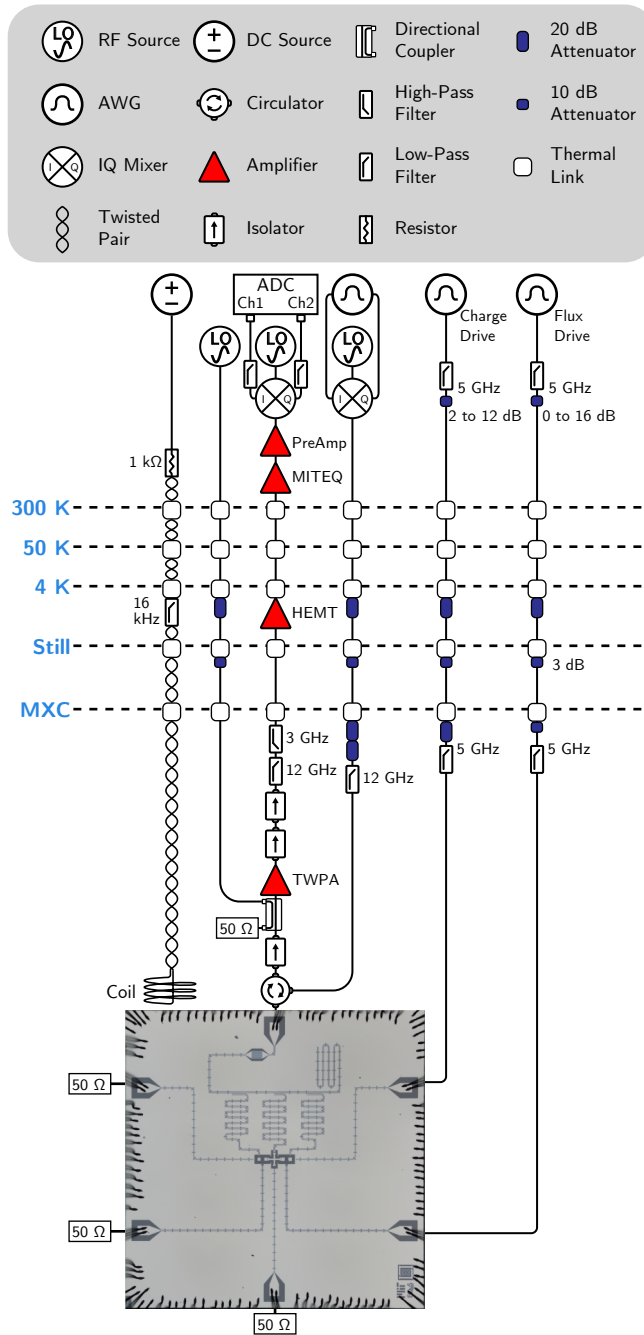 LO
RF Source
DC Source
Directional
Coupler
20 dB
Attenuator
AWG
Circulator
High-Pass
Filter
10 dB
Attenuator
I Q
IQ Mixer
Amplifier
Low-Pass
Filter
Thermal
Link
Twisted
Pair
Isolator
Resistor
ADC
Ch1 Ch2
Charge
Drive
Flux
Drive
LO
LO
LO
5 GHz
5 GHz
I Q
I Q
2 to 12 dB
0 to 16 dB
PreAmp
1 kΩ
MITEQ
300 K
50 K
4 K
16
kHz
HEMT
Still
3 dB
MXC
3 GHz
5 GHz
5 GHz
12 GHz
12 GHz
TWPA
50 Ω
Coil
50 Ω
50 Ω
50 Ω